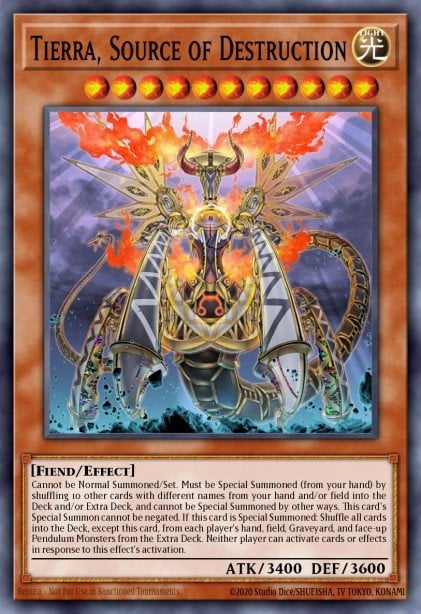 TIERRA, SOURCE OF DESTRUCTION
LIGHT
光
[FIEND/EFFECT]
Cannot be Normal Summoned/Set. Must be Special Summoned (from your hand) by
shuffling 10 other cards with different names from your hand and/or field into the
Deck and/or Extra Deck, and cannot be Special Summoned by other ways. This card's
Special Summon cannot be negated. If this card is Special Summoned: Shuffle all cards
into the Deck, except this card, from each player's hand, field, Graveyard, and face-up
Pendulum Monsters from the Extra Deck. Neither player can activate cards or effects
in response to this effect's activation.
ATK/3400 DEF/3600
Replica - Not For Use in Sanctioned Tournaments
©2020 Studio Dice/SHUEISHA, TV TOKYO, KONAMI